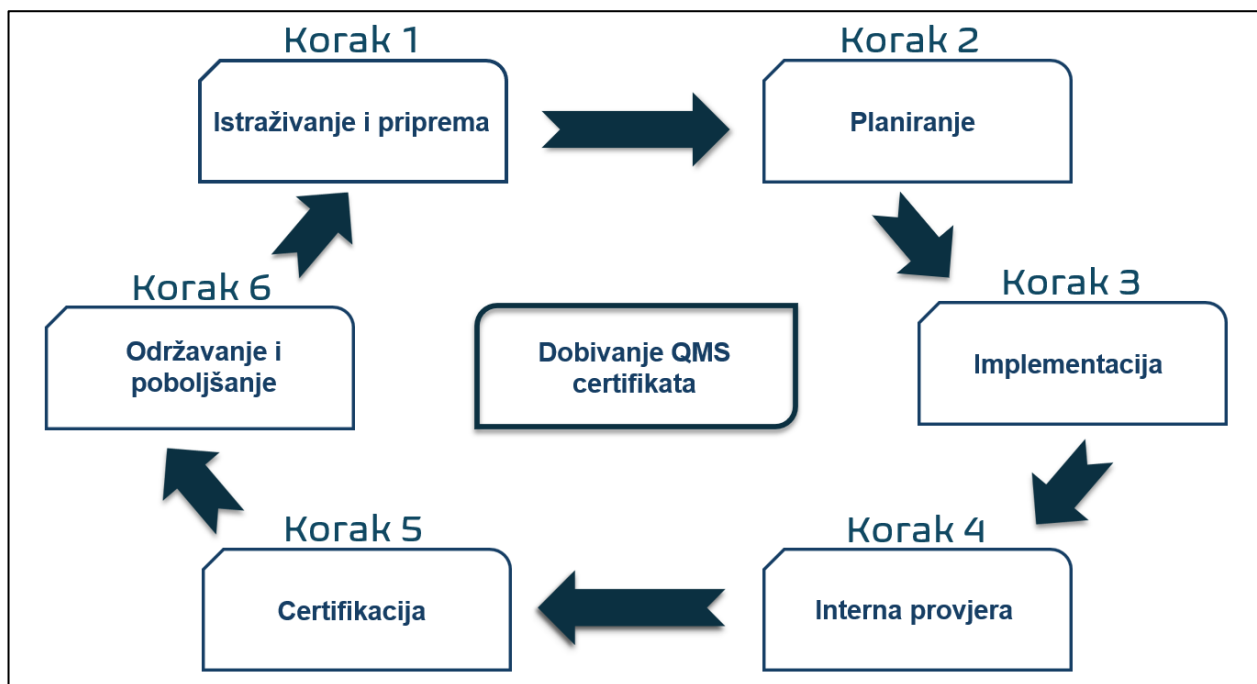 Korak 1
Istraživanje i priprema
Korak 2
Planiranje
Korak 3
Implementacija
Korak 6
Održavanje i
poboljšanje
Dobivanje QMS
certifikata
Korak 5
Certifikacija
Korak 4
Interna provjera